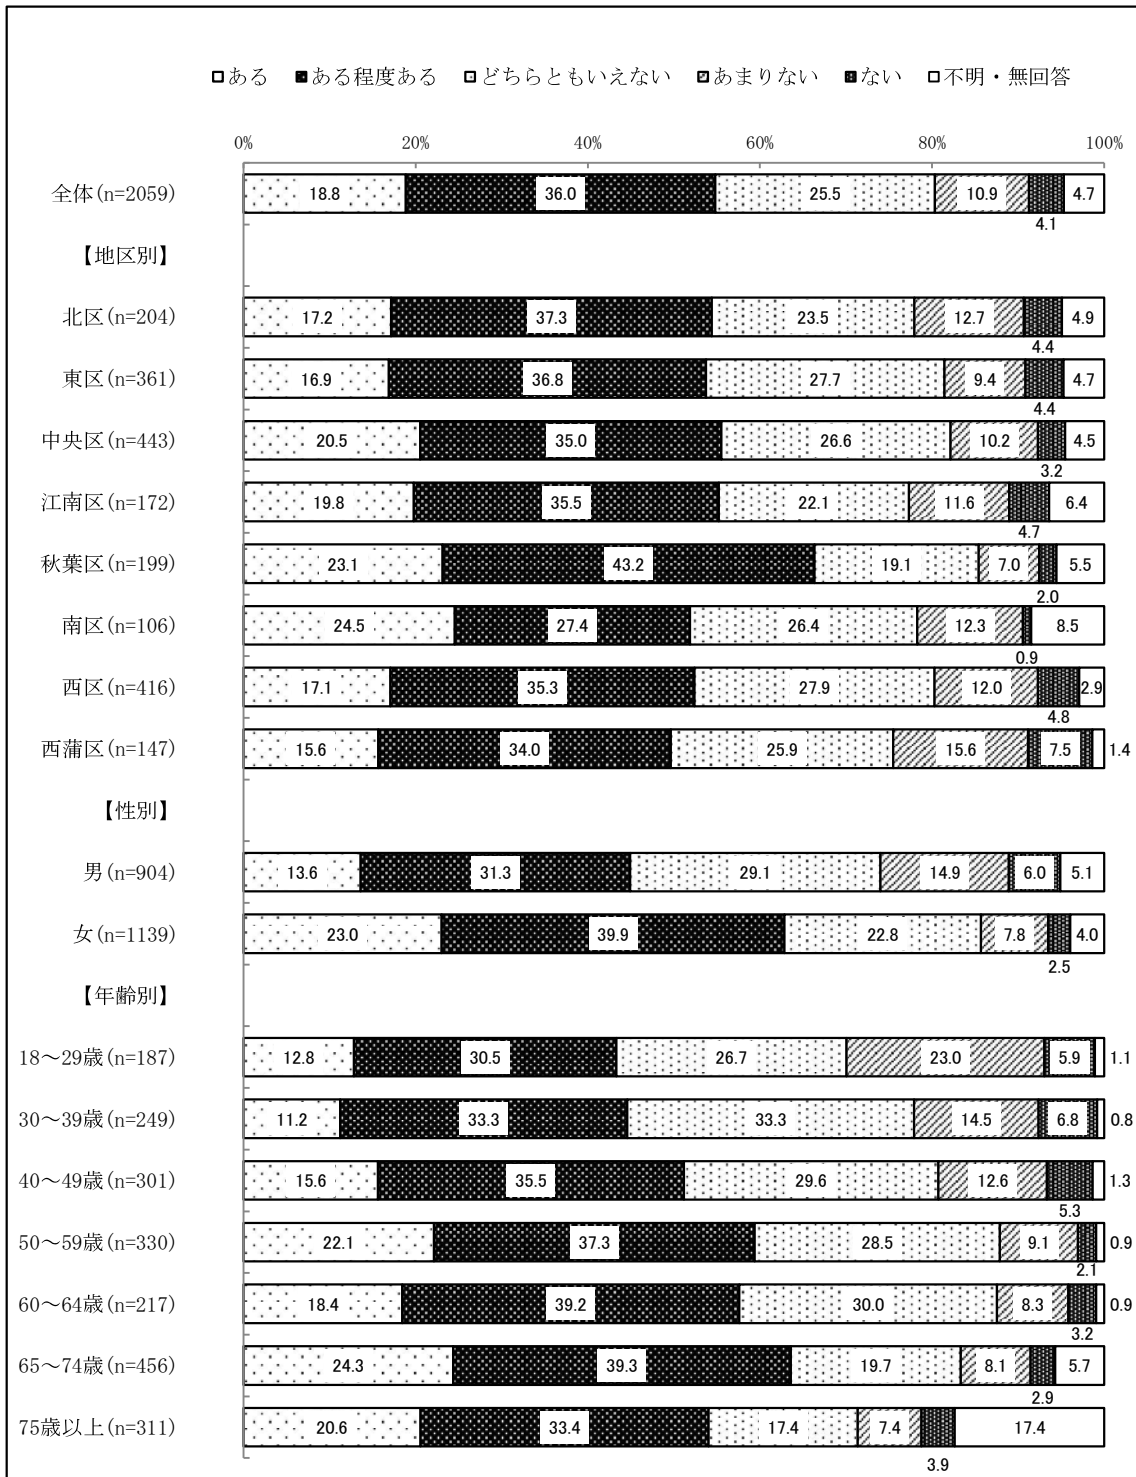 ある ある程度ある どちらともいえない あまりない ない 不明・無回答
0% 20% 40% 60% 80% 100%
全体(n=2059) 18.8 36.0 25.5 10.9 4.7
4.1
【地区別】
北区(n=204) 17.2 37.3 23.5 12.7 4.9
4.4
東区(n=361) 16.9 36.8 27.7 9.4 4.7
4.4
中央区(n=443) 20.5 35.0 26.6 10.2 4.5
3.2
江南区(n=172) 19.8 35.5 22.1 11.6 6.4
4.7
秋葉区(n=199) 23.1 43.2 19.1 7.0 5.5
2.0
南区(n=106) 24.5 27.4 26.4 12.3 8.5
0.9
西区(n=416) 17.1 35.3 27.9 12.0 2.9
4.8
西蒲区(n=147) 15.6 34.0 25.9 15.6 7.5 1.4
【性別】
男(n=904) 13.6 31.3 29.1 14.9 6.0 5.1
女(n=1139) 23.0 39.9 22.8 7.8 4.0
2.5
【年齢別】
18～29歳(n=187) 12.8 30.5 26.7 23.0 5.9 1.1
30～39歳(n=249) 11.2 33.3 33.3 14.5 6.8 0.8
40～49歳(n=301) 15.6 35.5 29.6 12.6 1.3
5.3
50～59歳(n=330) 22.1 37.3 28.5 9.1 0.9
2.1
60～64歳(n=217) 18.4 39.2 30.0 8.3 0.9
3.2
65～74歳(n=456) 24.3 39.3 19.7 8.1 5.7
2.9
75歳以上(n=311) 20.6 33.4 17.4 7.4 17.4
3.9